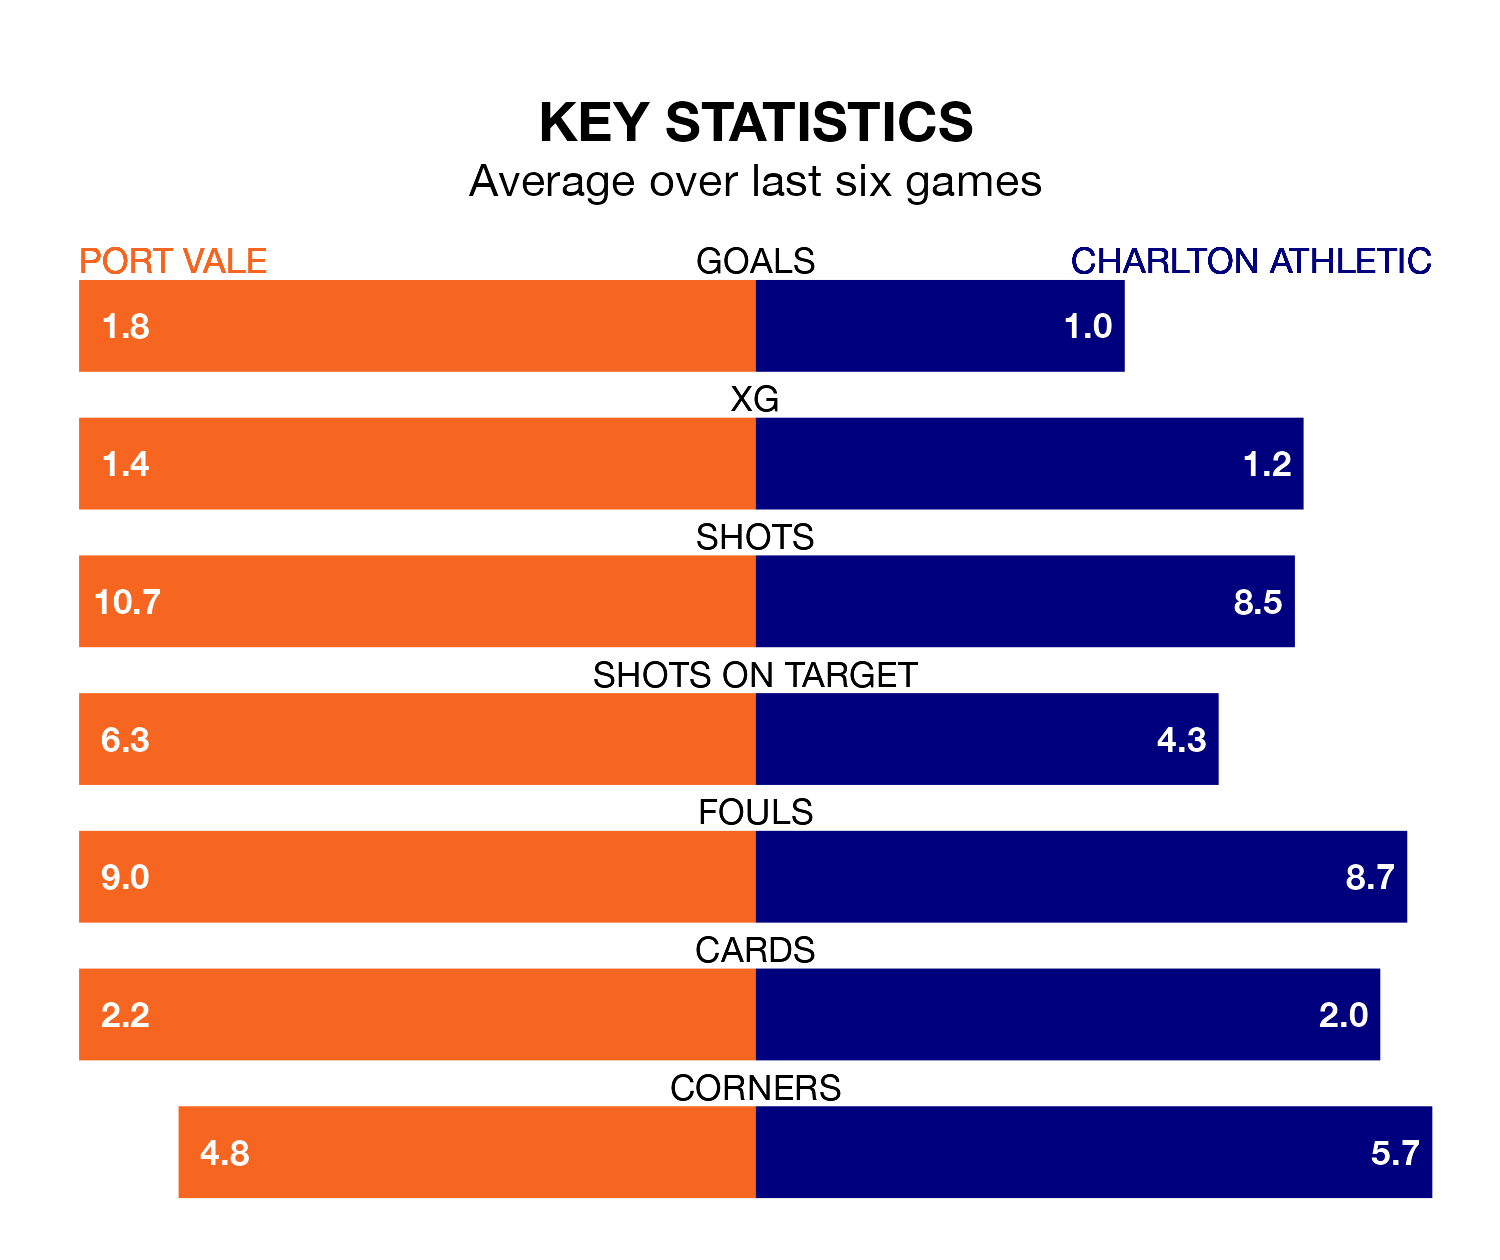 KEY STATISTICS
Average over last six games
PORT VALE GOALS CHARLTON ATHLETIC
1.8 1.0
XG
1.4 1.2
SHOTS
10.7 8.5
SHOTS ON TARGET
6.3 4.3
FOULS
9.0 8.7
CARDS
2.2 2.0
CORNERS
4.8 5.7